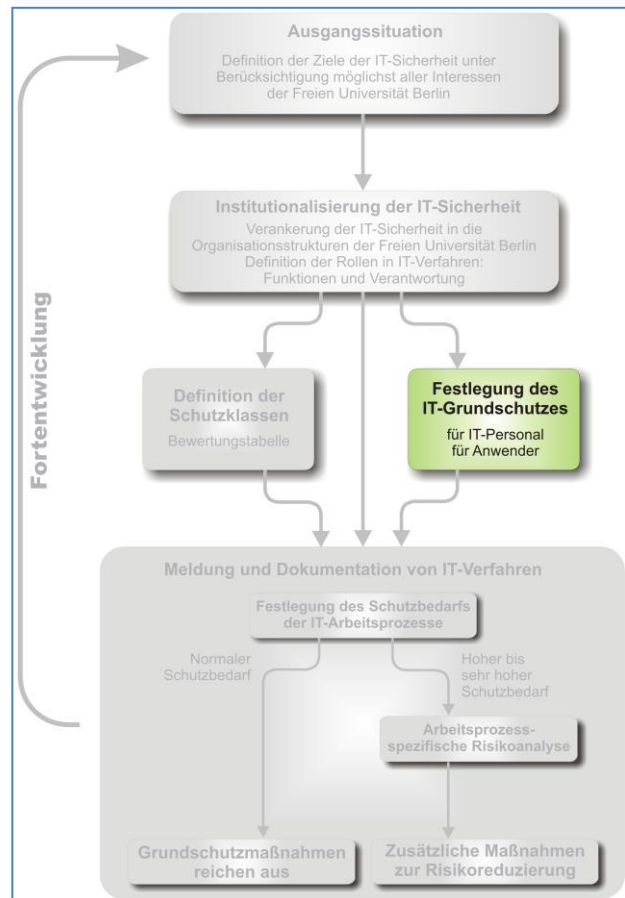 Ausgangssituation
Definition der Ziele der IT-Sicherheit unter
Berücksichtigung möglichst aller Interessen
der Freien Universität Berlin
Institutionalisierung der IT-Sicherheit
Verankerung der IT-Sicherheit in die
Organisationsstrukturen der Freien Universität Berlin
Definition der Rollen in IT-Verfahren:
Funktionen und Verantwortung
Fortentwicklung
Definition der
Schutzklassen
Bewertungstabelle
Festlegung des
IT-Grundschutzes
für IT-Personal
für Anwender
Meldung und Dokumentation von IT-Verfahren
Festlegung des Schutzbedarfs
der IT-Arbeitsprozesse
Normaler
Schutzbedarf
Hoher bis
sehr hoher
Schutzbedarf
Arbeitsprozess-
spezifische Risikoanalyse
Grundschutzmaßnahmen
reichen aus
Zusätzliche Maßnahmen
zur Risikoreduzierung